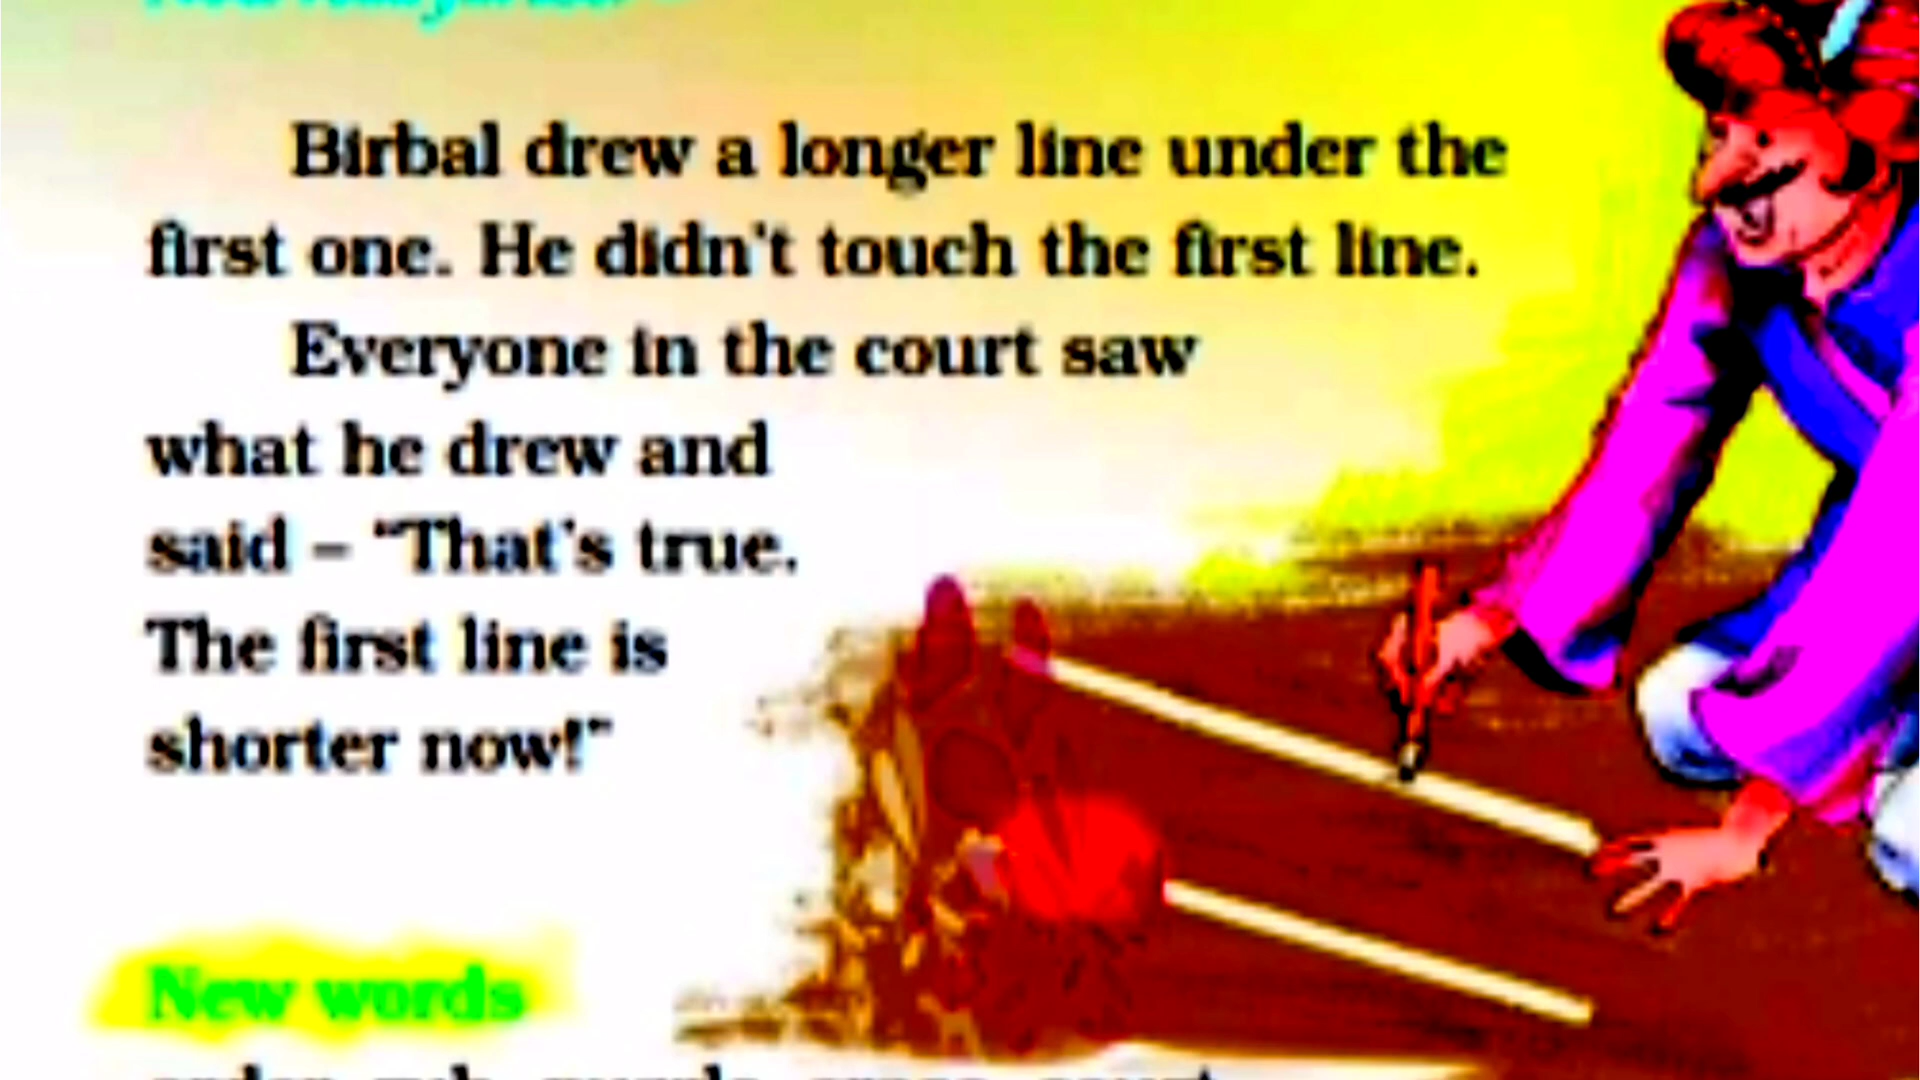 Birbal drew a longer line under the
first one. He didn't touch the first line.
Everyone in the court saw
what he drew and
said – “That's true.
The first line is
shorter now!”
New words